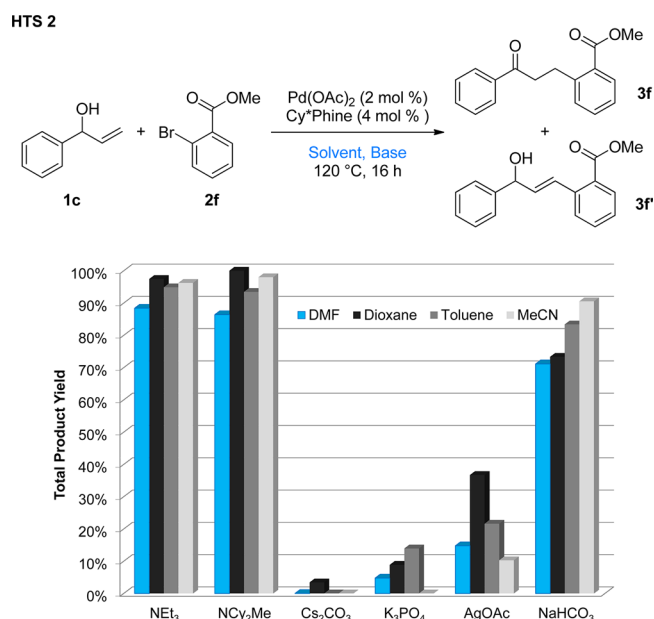 HTS 2
OH
1c
+
O
OMe
Br
2f
Pd(OAc)₂ (2 mol %)
Cy*Phine (4 mol % )
Solvent, Base
120 °C, 16 h
O
O
OMe
3f
+
OH
O
OMe
3f'
Total Product Yield
100%
90%
80%
70%
60%
50%
40%
30%
20%
10%
0%
DMF Dioxane Toluene MeCN
NEt₃ NCy₂Me Cs₂CO₃ K₃PO₄ AgOAc NaHCO₃